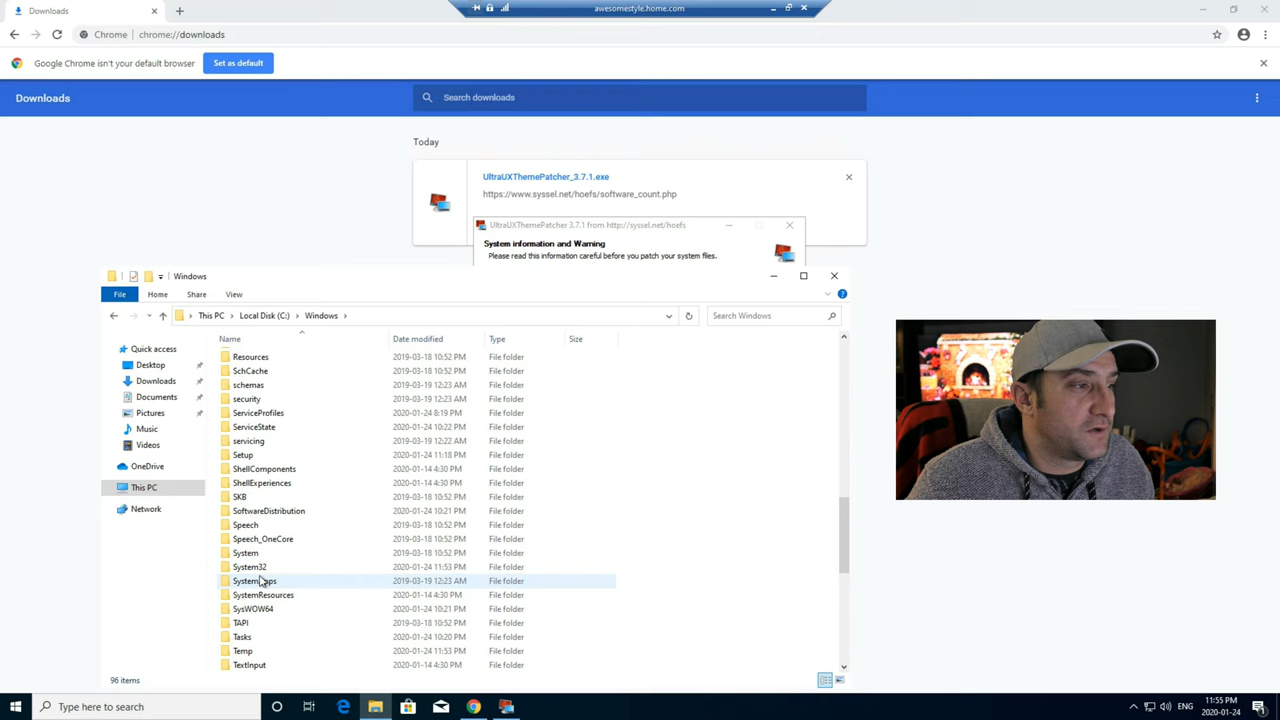 Downloads
awesomestyle.home.com
Chrome | chrome://downloads
Google Chrome isn't your default browser
Set as default
Downloads
Search downloads
Today
UltraUXThemePatcher_3.7.1.exe
https://www.syssel.net/hoefs/software_count.php
UltraUXThemePatcher 3.7.1 from http://syssel.net/hoefs
System information and Warning
Please read this information careful before you patch your system files.
Windows
File Home Share View
This PC > Local Disk (C:) > Windows >
Search Windows
Name Date modified Type Size
Quick access
Desktop
Downloads
Documents
Pictures
Music
Videos
OneDrive
This PC
Network
Resources 2019-03-18 10:52 PM File folder
SchCache 2019-03-18 10:52 PM File folder
schemas 2019-03-19 12:23 AM File folder
security 2019-03-19 12:23 AM File folder
ServiceProfiles 2020-01-24 8:19 PM File folder
ServiceState 2020-01-24 10:22 PM File folder
servicing 2019-03-19 12:22 AM File folder
Setup 2020-01-24 11:18 PM File folder
ShellComponents 2020-01-14 4:30 PM File folder
ShellExperiences 2020-01-14 4:30 PM File folder
SKB 2019-03-18 10:52 PM File folder
SoftwareDistribution 2020-01-24 10:21 PM File folder
Speech 2019-03-18 10:52 PM File folder
Speech_OneCore 2019-03-18 10:52 PM File folder
System 2019-03-18 10:52 PM File folder
System32 2020-01-24 11:53 PM File folder
SystemApps 2019-03-19 12:23 AM File folder
SystemResources 2020-01-14 4:30 PM File folder
SysWOW64 2020-01-24 10:21 PM File folder
TAPI 2019-03-18 10:52 PM File folder
Tasks 2020-01-24 10:20 PM File folder
Temp 2020-01-24 11:53 PM File folder
TextInput 2020-01-14 4:30 PM File folder
96 items
Type here to search
ENG
11:55 PM
2020-01-24
1